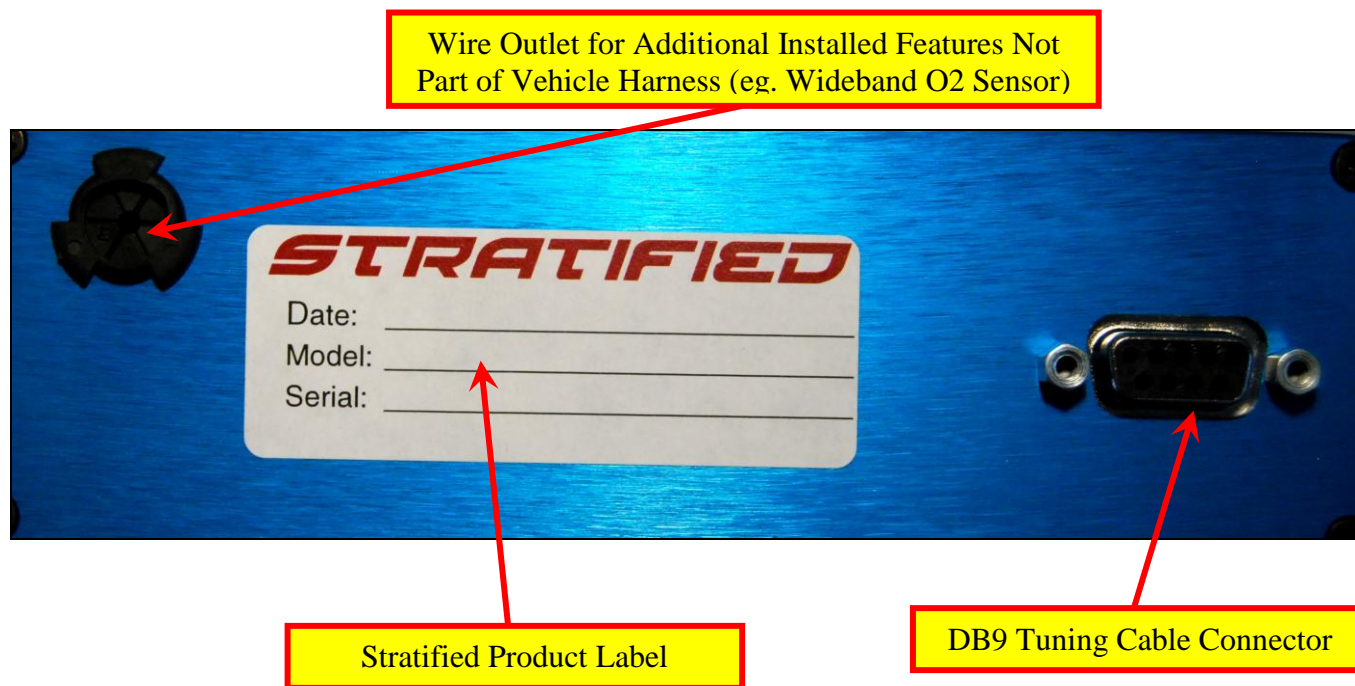 Wire Outlet for Additional Installed Features Not
Part of Vehicle Harness (eg. Wideband O2 Sensor)
STRATIFIED
Date:
Model:
Serial:
Stratified Product Label
DB9 Tuning Cable Connector